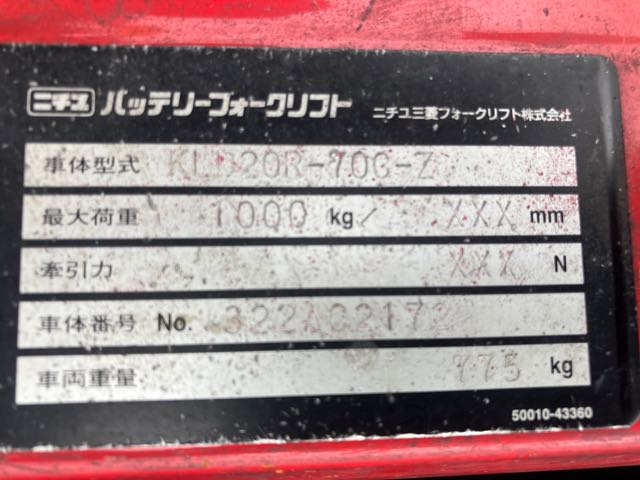 ニチユ バッテリーフォークリフト ニチユ三菱フォークリフト株式会社
車体型式 KLD20R-70C-Z
最大荷重 1000 kg/ XXX mm
牽引力 XXX N
車体番号 No. 322AC2172
車両重量 775 kg
50010-43360